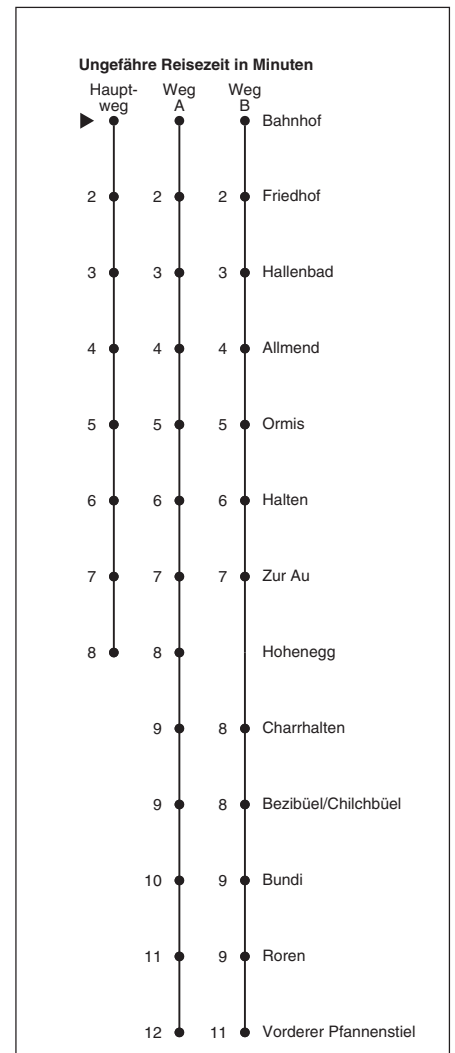 Ungefähre Reisezeit in Minuten
Haupt- Weg Weg
weg A B
Bahnhof
2 2 2 Friedhof
3 3 3 Hallenbad
4 4 4 Allmend
5 5 5 Ormis
6 6 6 Halten
7 7 7 Zur Au
8 8 Hohenegg
9 8 Charrhalten
9 8 Bezibüel/Chilchbüel
10 9 Bundi
11 9 Roren
12 11 Vorderer Pfannenstiel